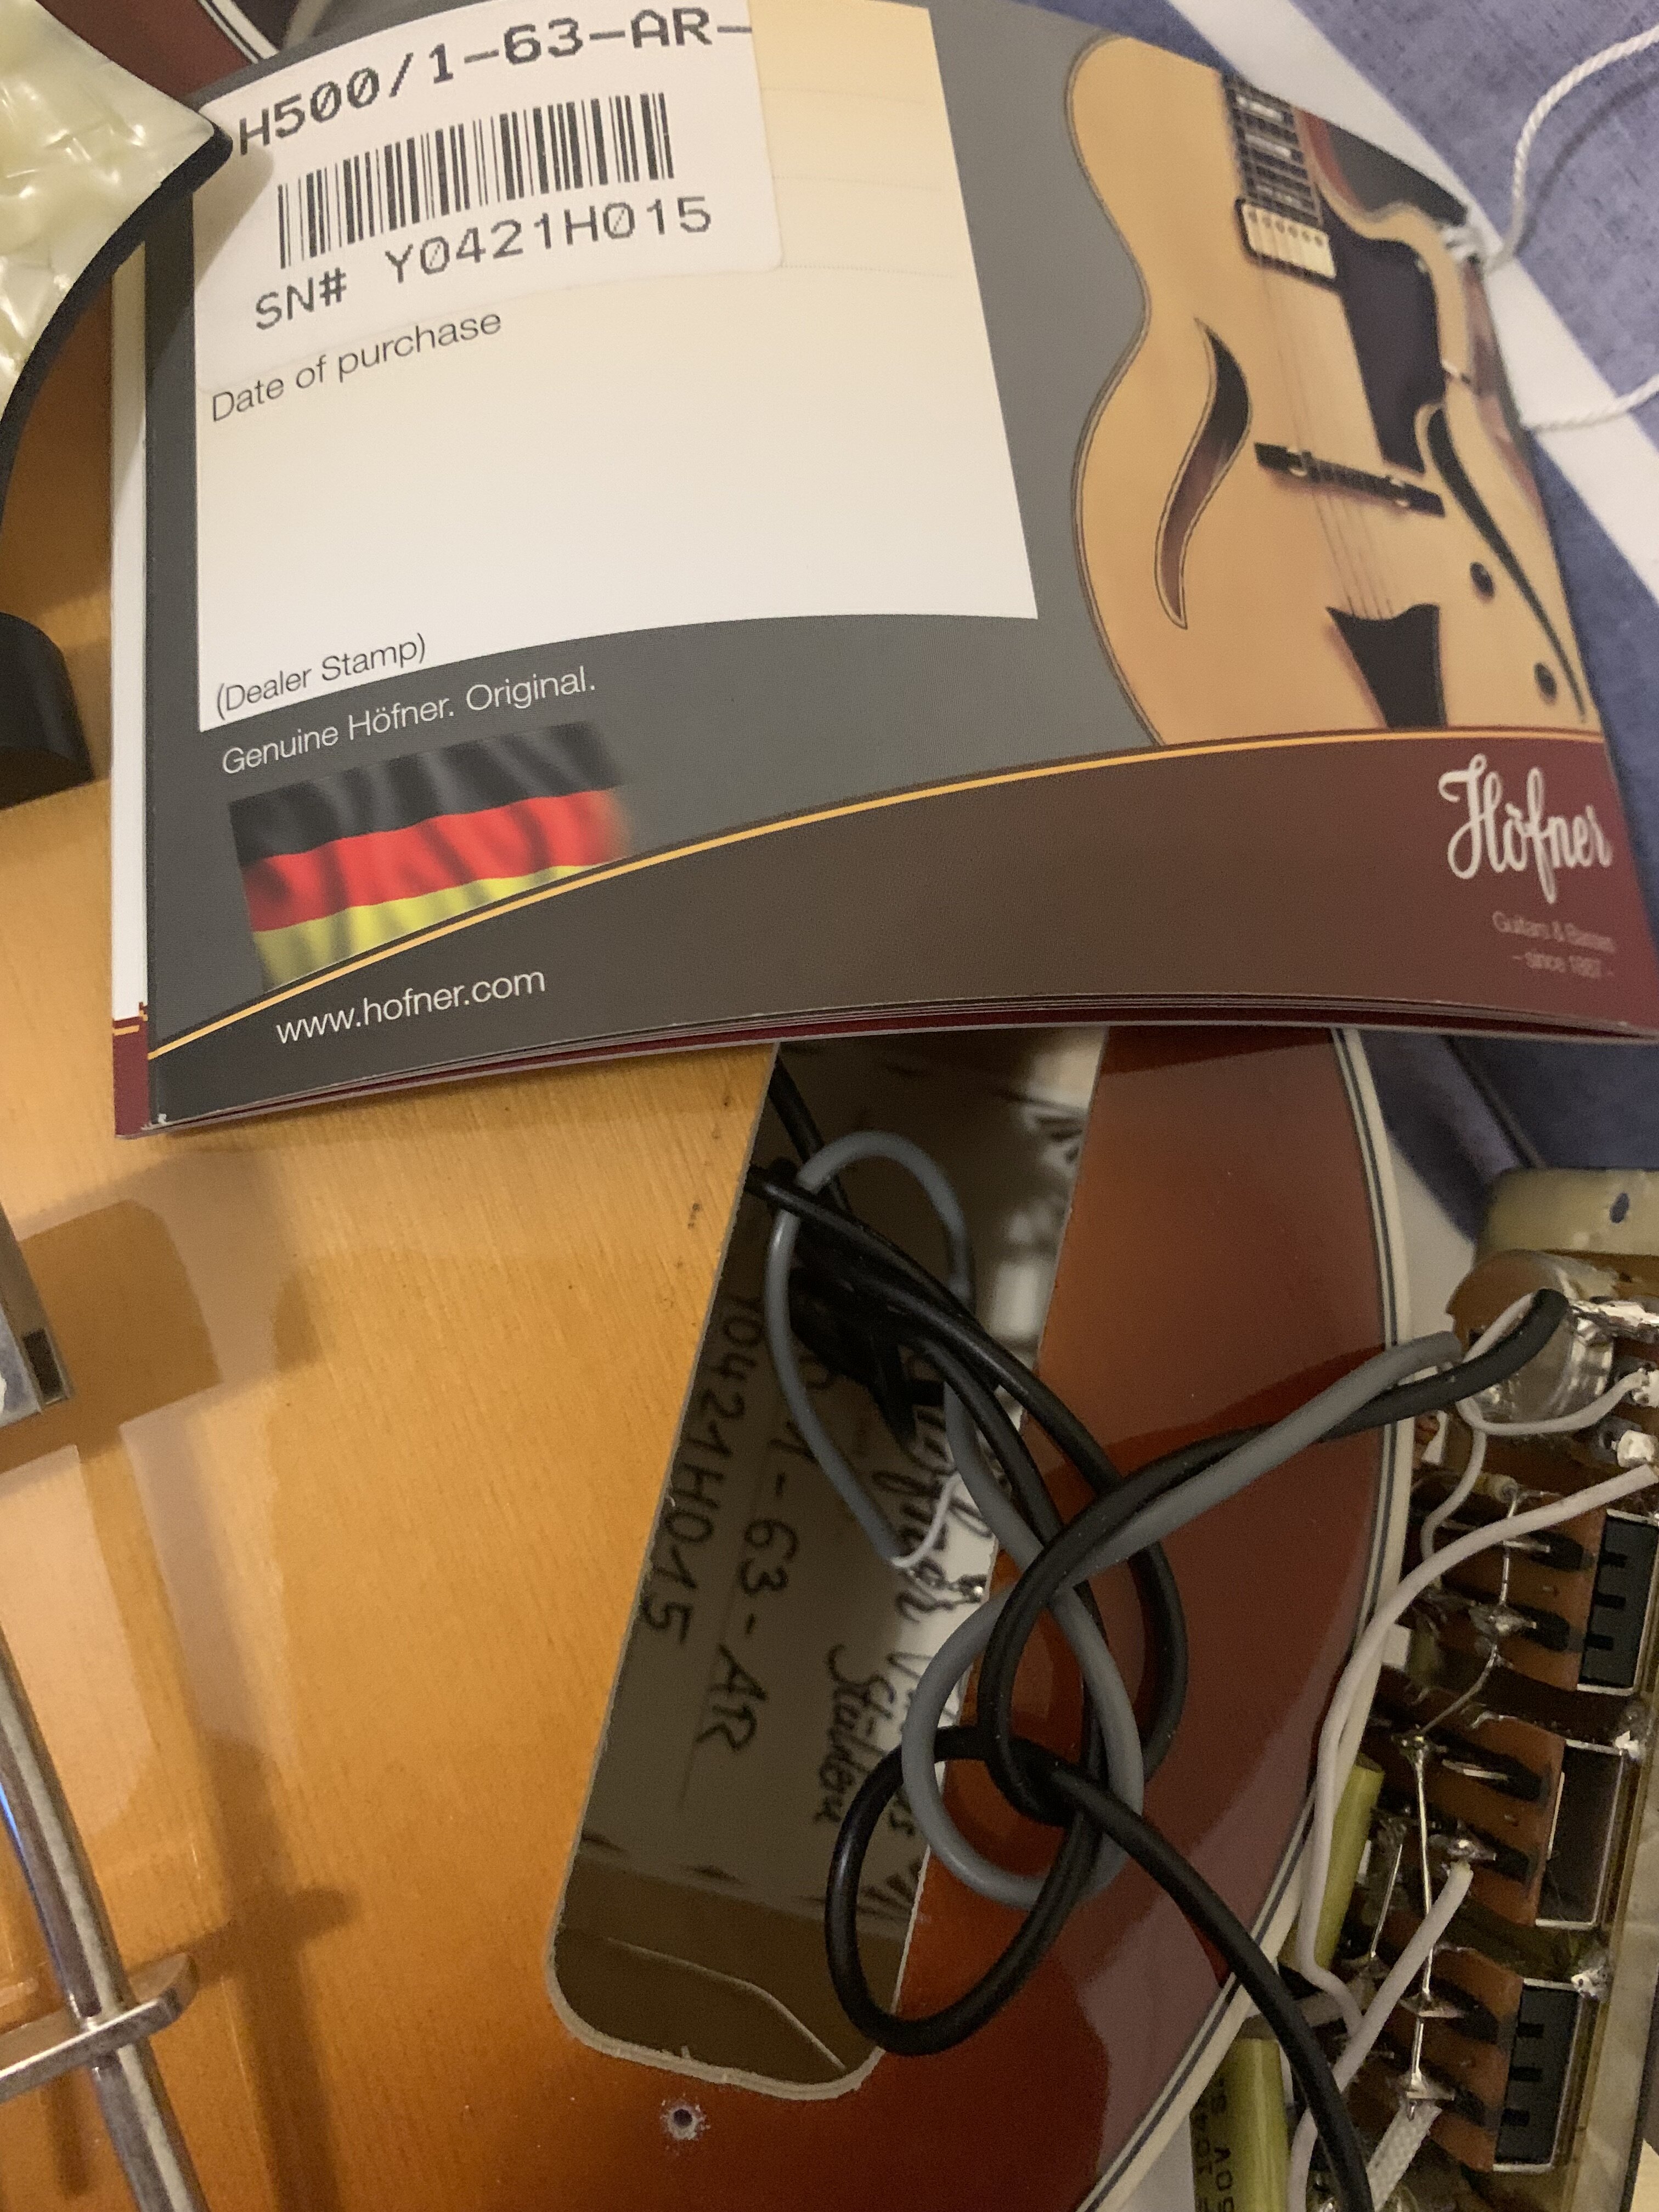 H500/1-63-AR-
SN# Y0421H015
Date of purchase
(Dealer Stamp)
Genuine Höfner. Original.
www.hofner.com
Höfner
Guitars & Basses
- since 1887 -
1 - 63 - AR
Y0421H015